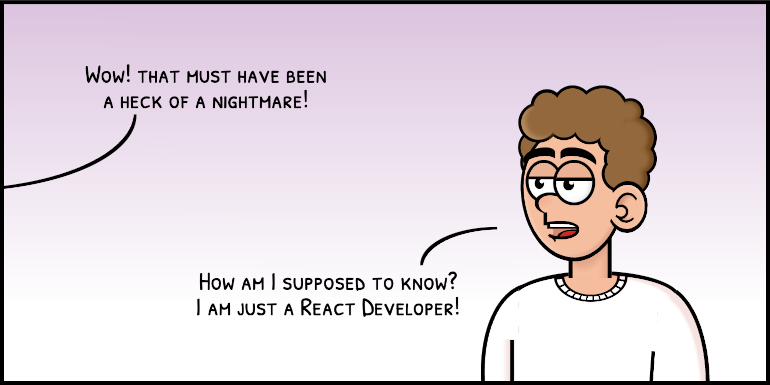 Wow! that must have been
a heck of a nightmare!
How am I supposed to know?
I am just a React Developer!